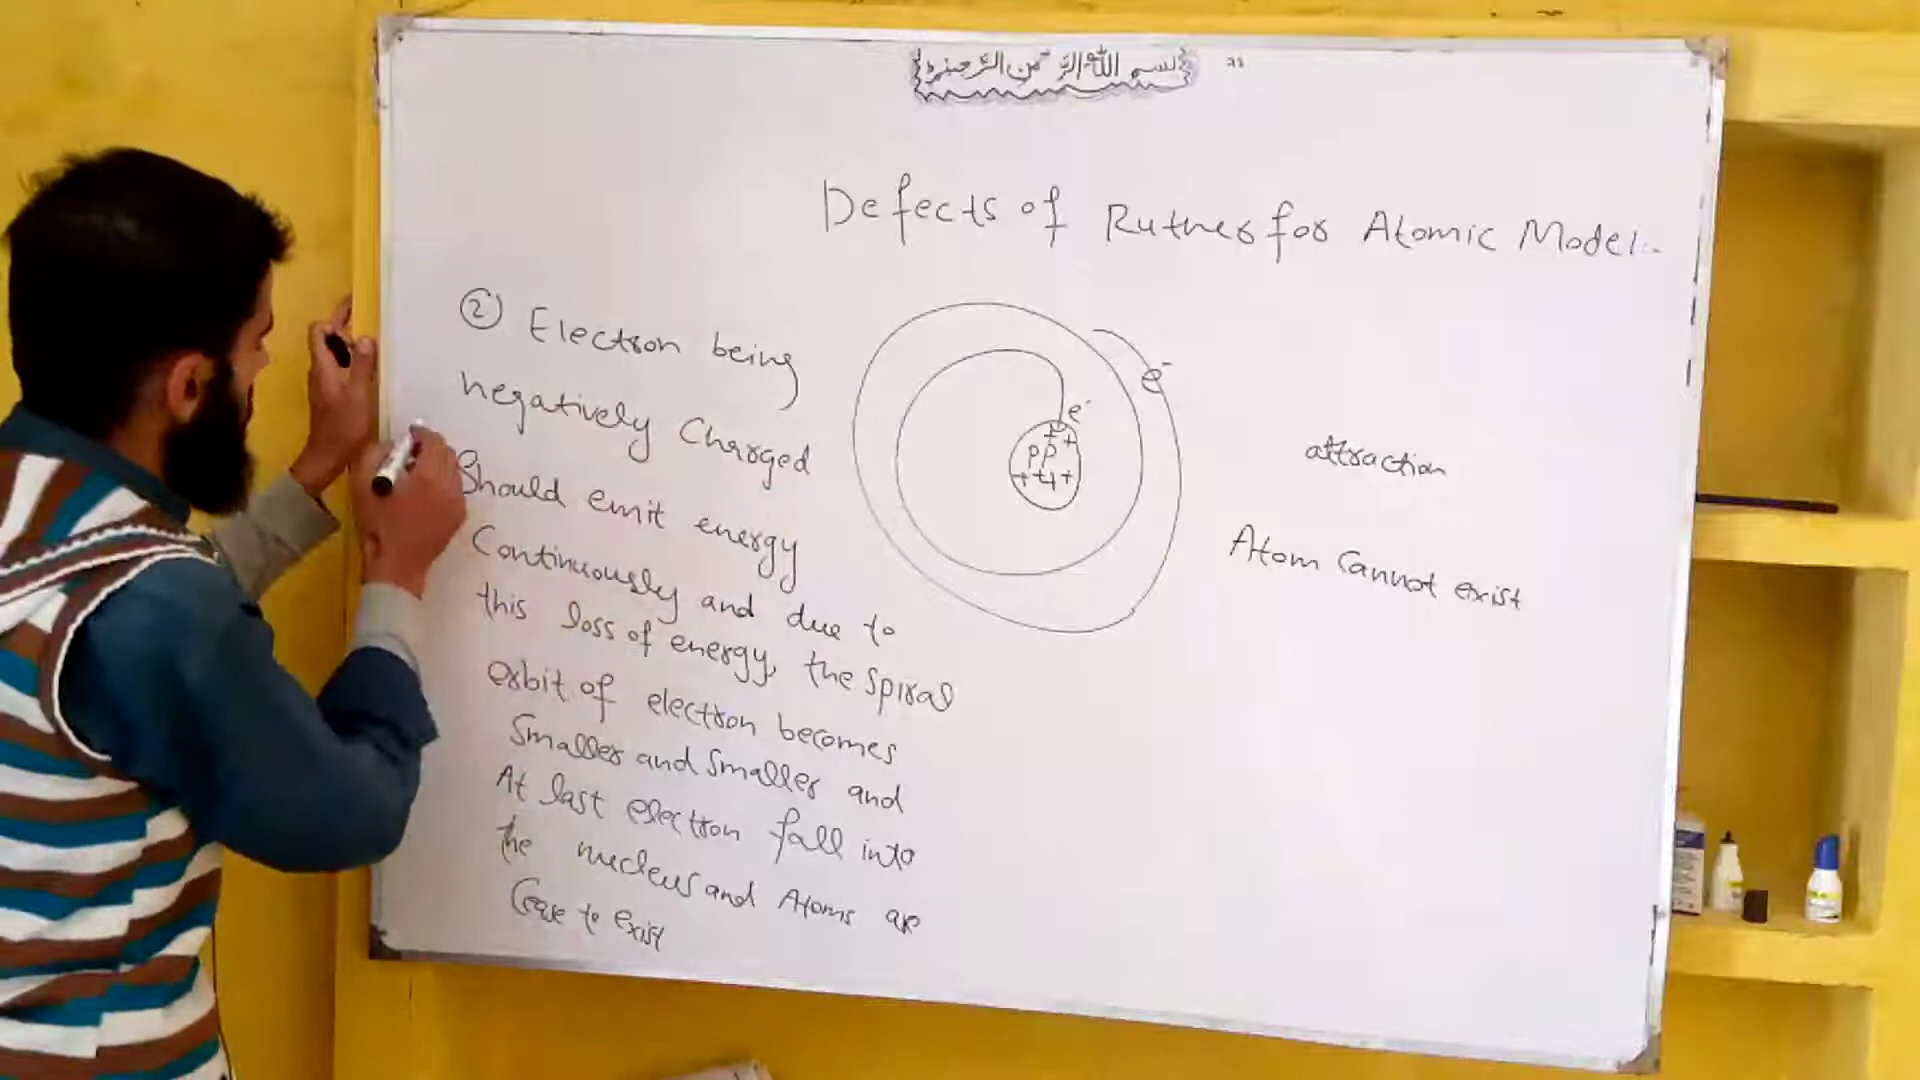 بسم الله الرحمن الرحيم
Defects of Rutherfor Atomic Model:-
② Electron being
negatively Charged
Should emit energy
Continuously and due to
this loss of energy, the spiral
orbit of electron becomes
Smaller and Smaller and
At last electron fall into
the nucleus and Atoms are
Cease to exist
e-
e-
+ +
P P
+ + + +
attraction
Atom Cannot exist